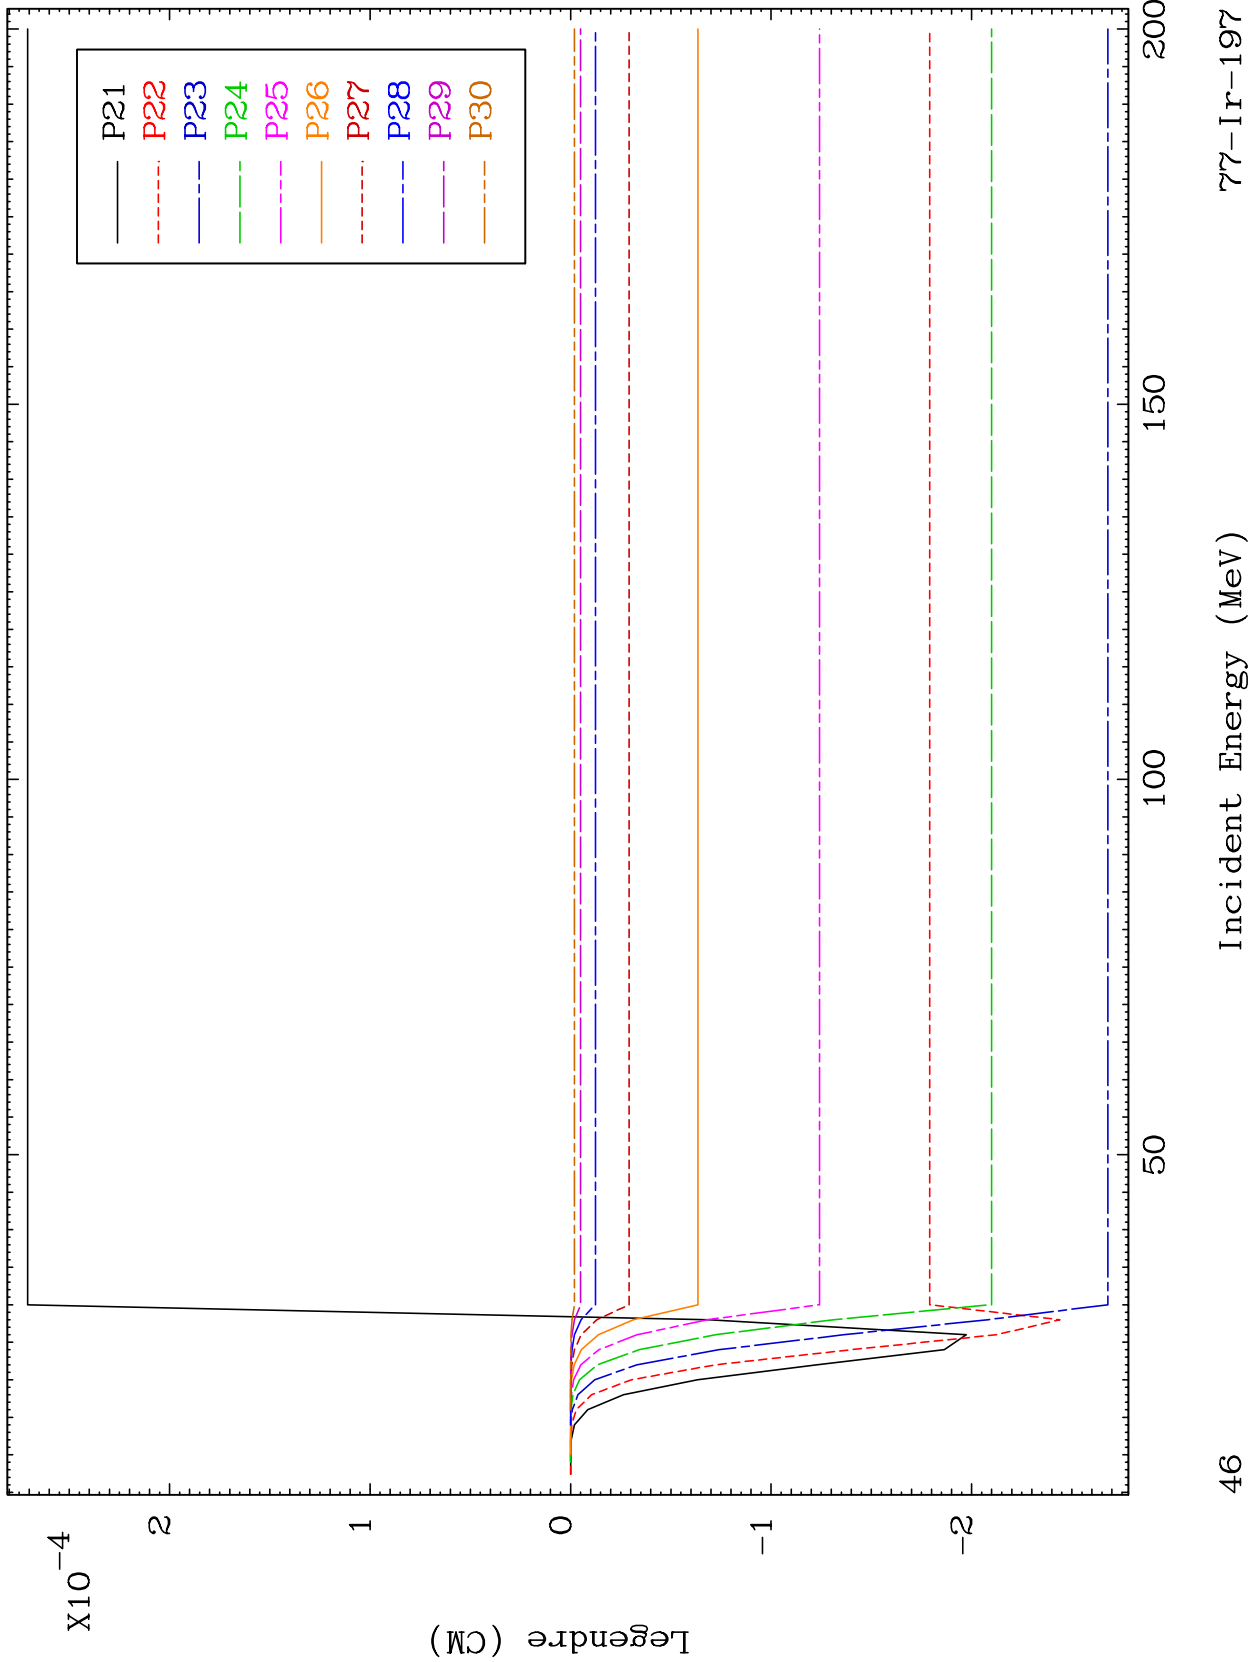 X10
-4
2
1
0
-1
-2
Legendre (CM)
P21
P22
P23
P24
P25
P26
P27
P28
P29
P30
50
100
150
200
Incident Energy (MeV)
46
77-Ir-197